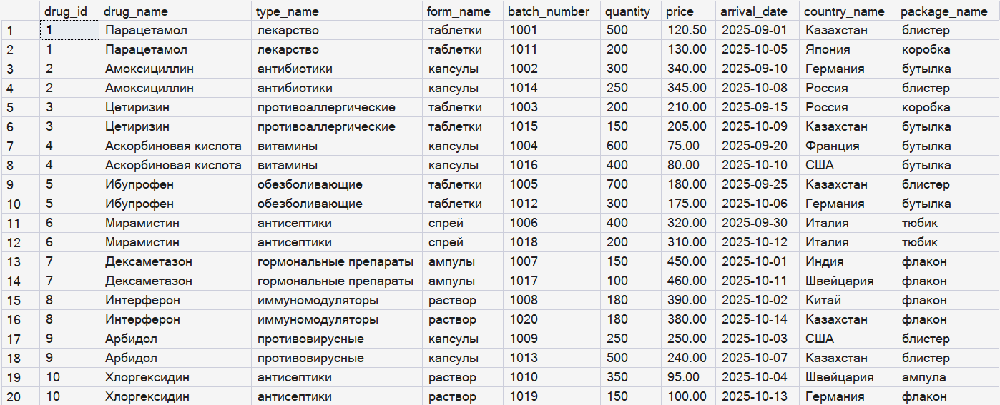 drug_id drug_name type_name form_name batch_number quantity price arrival_date country_name package_name
1 1 Парацетамол лекарство таблетки 1001 500 120.50 2025-09-01 Казахстан блистер
2 1 Парацетамол лекарство таблетки 1011 200 130.00 2025-10-05 Япония коробка
3 2 Амоксициллин антибиотики капсулы 1002 300 340.00 2025-09-10 Германия бутылка
4 2 Амоксициллин антибиотики капсулы 1014 250 345.00 2025-10-08 Россия блистер
5 3 Цетиризин противоаллергические таблетки 1003 200 210.00 2025-09-15 Россия коробка
6 3 Цетиризин противоаллергические таблетки 1015 150 205.00 2025-10-09 Казахстан бутылка
7 4 Аскорбиновая кислота витамины капсулы 1004 600 75.00 2025-09-20 Франция бутылка
8 4 Аскорбиновая кислота витамины капсулы 1016 400 80.00 2025-10-10 США бутылка
9 5 Ибупрофен обезболивающие таблетки 1005 700 180.00 2025-09-25 Казахстан блистер
10 5 Ибупрофен обезболивающие таблетки 1012 300 175.00 2025-10-06 Германия бутылка
11 6 Мирамистин антисептики спрей 1006 400 320.00 2025-09-30 Италия тюбик
12 6 Мирамистин антисептики спрей 1018 200 310.00 2025-10-12 Италия тюбик
13 7 Дексаметазон гормональные препараты ампулы 1007 150 450.00 2025-10-01 Индия флакон
14 7 Дексаметазон гормональные препараты ампулы 1017 100 460.00 2025-10-11 Швейцария флакон
15 8 Интерферон иммуномодуляторы раствор 1008 180 390.00 2025-10-02 Китай флакон
16 8 Интерферон иммуномодуляторы раствор 1020 180 380.00 2025-10-14 Казахстан флакон
17 9 Арбидол противовирусные капсулы 1009 250 250.00 2025-10-03 США блистер
18 9 Арбидол противовирусные капсулы 1013 500 240.00 2025-10-07 Казахстан блистер
19 10 Хлоргексидин антисептики раствор 1010 350 95.00 2025-10-04 Швейцария ампула
20 10 Хлоргексидин антисептики раствор 1019 150 100.00 2025-10-13 Германия флакон